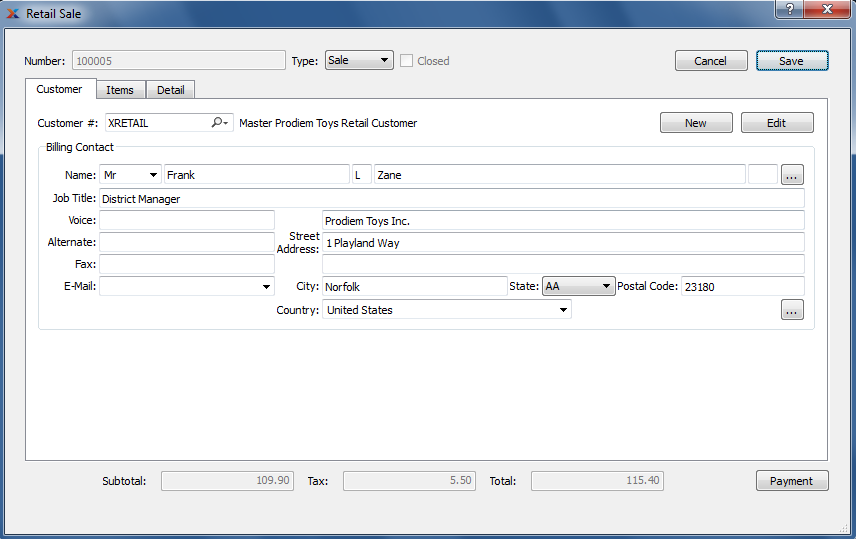 Retail Sale
Number: 100005 Type: Sale Closed Cancel Save
Customer Items Detail
Customer #: XRETAIL Master Prodiem Toys Retail Customer New Edit
Billing Contact
Name: Mr Frank L Zane ...
Job Title: District Manager
Voice: Prodiem Toys Inc.
Alternate: Street Address: 1 Playland Way
Fax:
E-Mail: City: Norfolk State: AA Postal Code: 23180
Country: United States ...
Subtotal: 109.90 Tax: 5.50 Total: 115.40 Payment